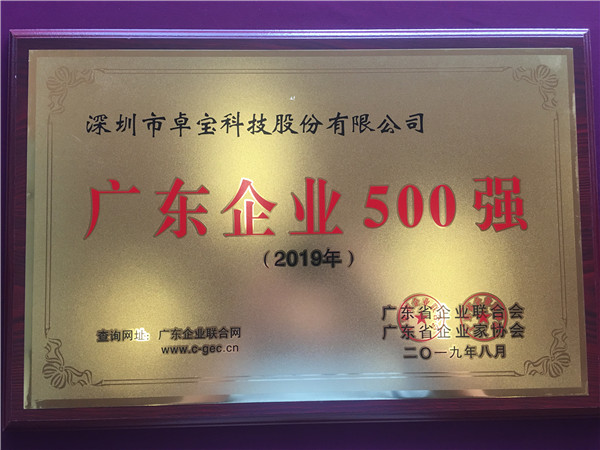 深圳市卓宝科技股份有限公司
广东企业500强
（2019年）
查询网址：广东企业联合网
www.c-gec.cn
广东省企业联合会
广东省企业家协会
二〇一九年八月